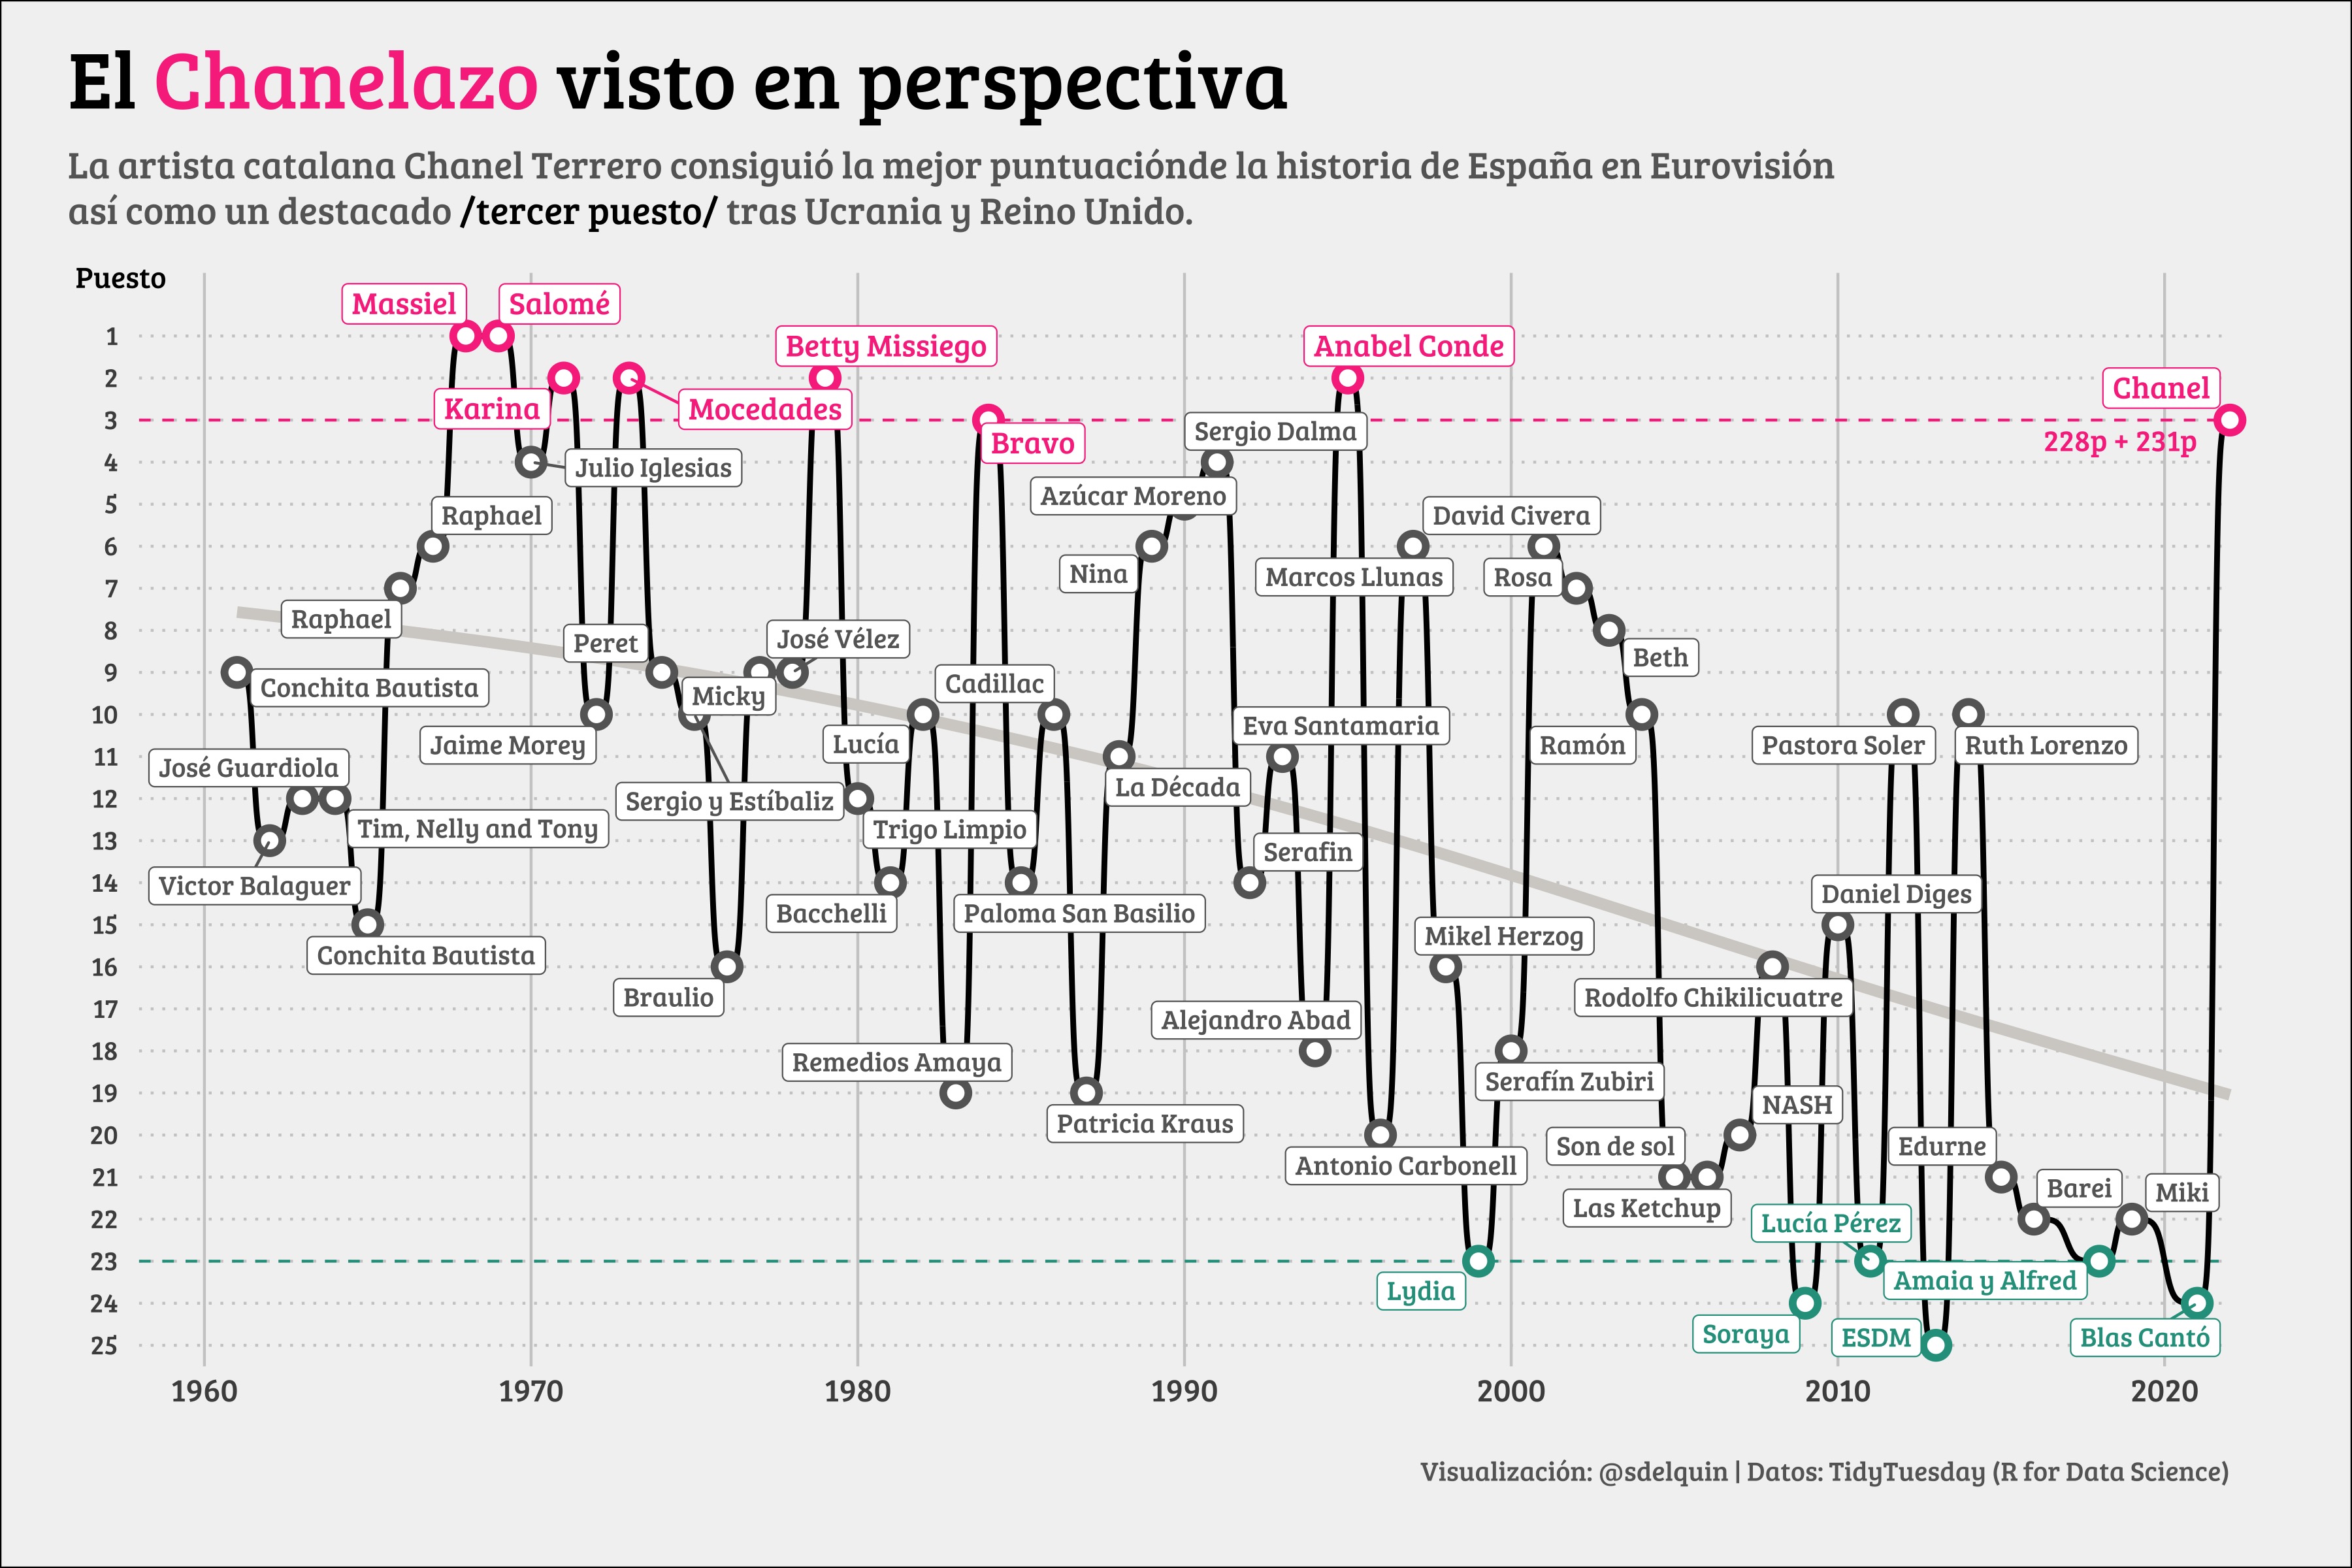 El Chanelazo visto en perspectiva
La artista catalana Chanel Terrero consiguió la mejor puntuaciónde la historia de España en Eurovisión
así como un destacado /tercer puesto/ tras Ucrania y Reino Unido.
Puesto
Massiel
Salomé
1
Betty Missiego
Anabel Conde
2
Chanel
Karina
Mocedades
3
Sergio Dalma
Bravo
228p + 231p
4
Julio Iglesias
Azúcar Moreno
5
Raphael
David Civera
6
Nina
Marcos Llunas
Rosa
7
Raphael
8
Peret
José Vélez
Beth
9
Conchita Bautista
Micky
Cadillac
10
Jaime Morey
Lucía
Eva Santamaria
Ramón
Pastora Soler
Ruth Lorenzo
11
José Guardiola
La Década
12
Sergio y Estíbaliz
Tim, Nelly and Tony
Trigo Limpio
13
Serafin
14
Victor Balaguer
Daniel Diges
Bacchelli
Paloma San Basilio
15
Conchita Bautista
Mikel Herzog
16
Braulio
Rodolfo Chikilicuatre
17
Alejandro Abad
18
Remedios Amaya
Serafín Zubiri
19
Patricia Kraus
NASH
20
Son de sol
Edurne
Antonio Carbonell
21
Barei
Miki
Las Ketchup
22
Lucía Pérez
23
Lydia
Amaia y Alfred
24
Soraya
ESDM
Blas Cantó
25
1960
1970
1980
1990
2000
2010
2020
Visualización: @sdelquin | Datos: TidyTuesday (R for Data Science)